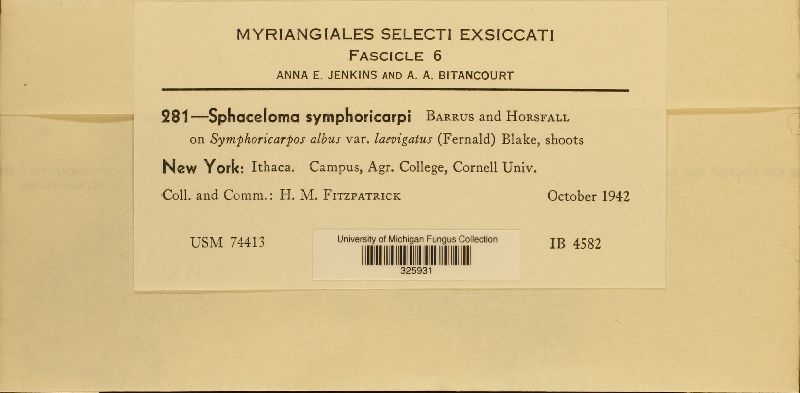 MYRIANGIALES SELECTI EXSICCATI
FASCICLE 6
ANNA E. JENKINS AND A. A. BITANCOURT
281—Sphaceloma symphoricarpi BARRUS and HORSFALL
on Symphoricarpos albus var. laevigatus (Fernald) Blake, shoots
New York: Ithaca. Campus, Agr. College, Cornell Univ.
Coll. and Comm.: H. M. FITZPATRICK October 1942
USM 74413 IB 4582
University of Michigan Fungus Collection
325931